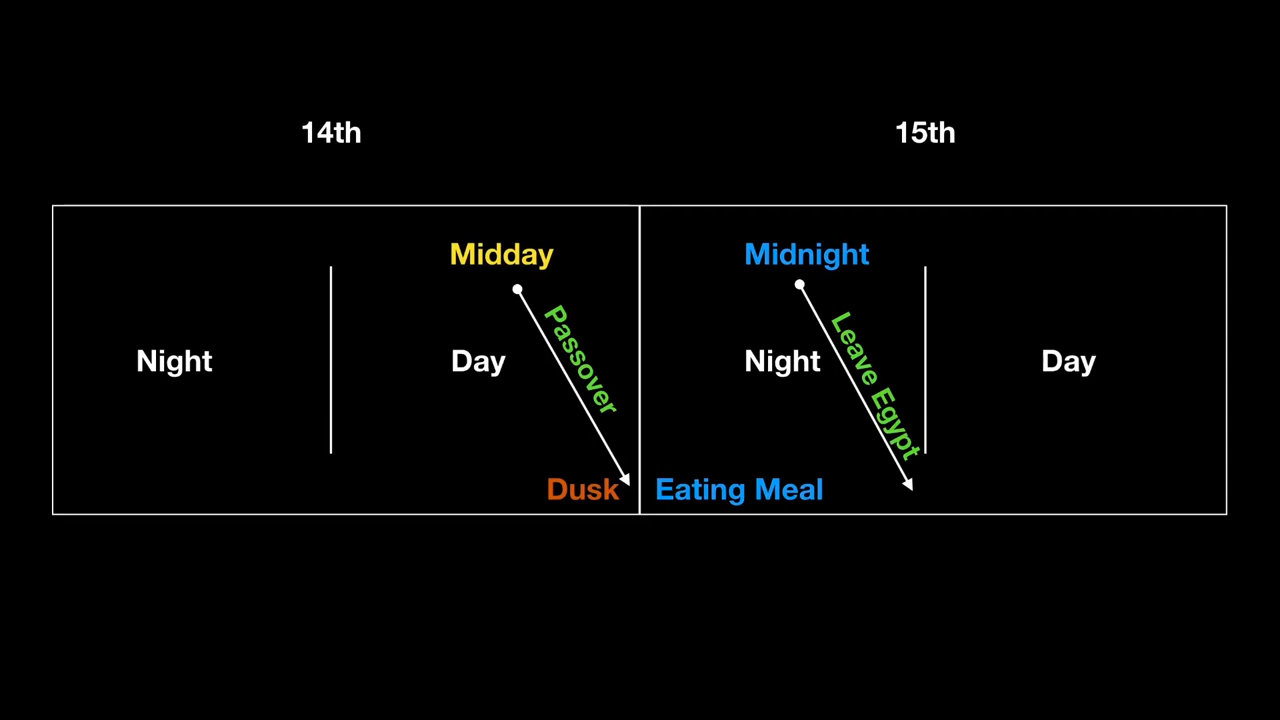 14th
15th
Midday
Midnight
Passover
Leave Egypt
Night
Day
Night
Day
Dusk
Eating Meal